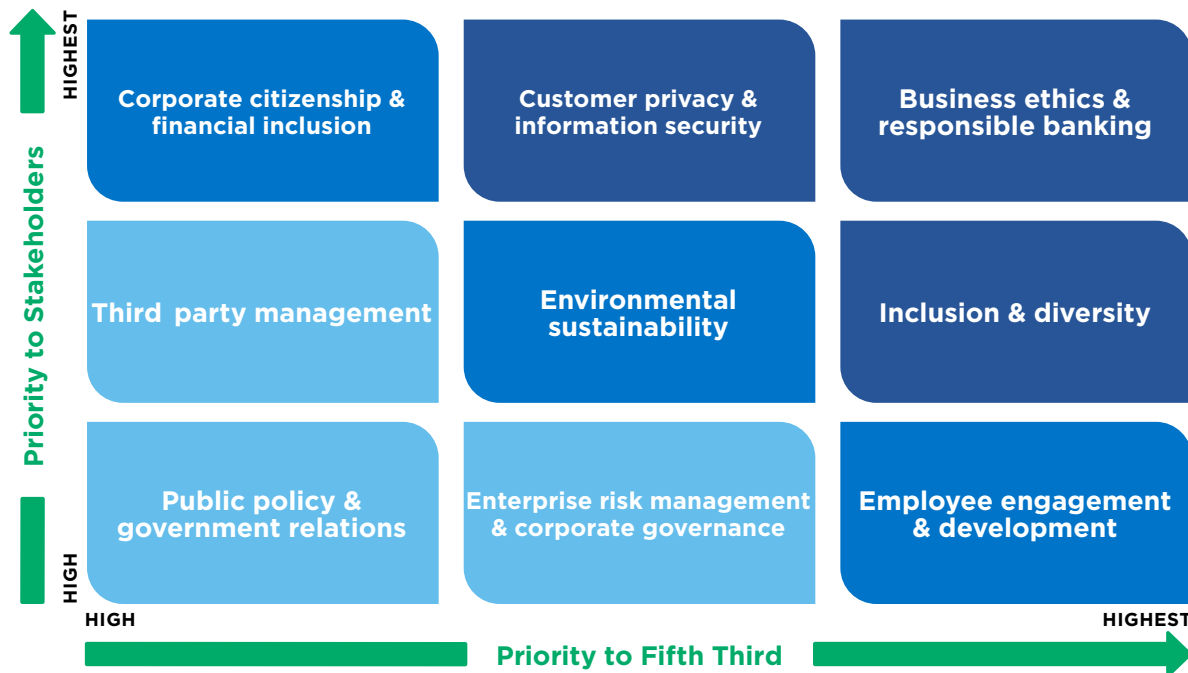 HIGHEST
Priority to Stakeholders
HIGH
Corporate citizenship &
financial inclusion
Customer privacy &
information security
Business ethics &
responsible banking
Third party management
Environmental
sustainability
Inclusion & diversity
Public policy &
government relations
Enterprise risk management
& corporate governance
Employee engagement
& development
HIGH
HIGHEST
Priority to Fifth Third